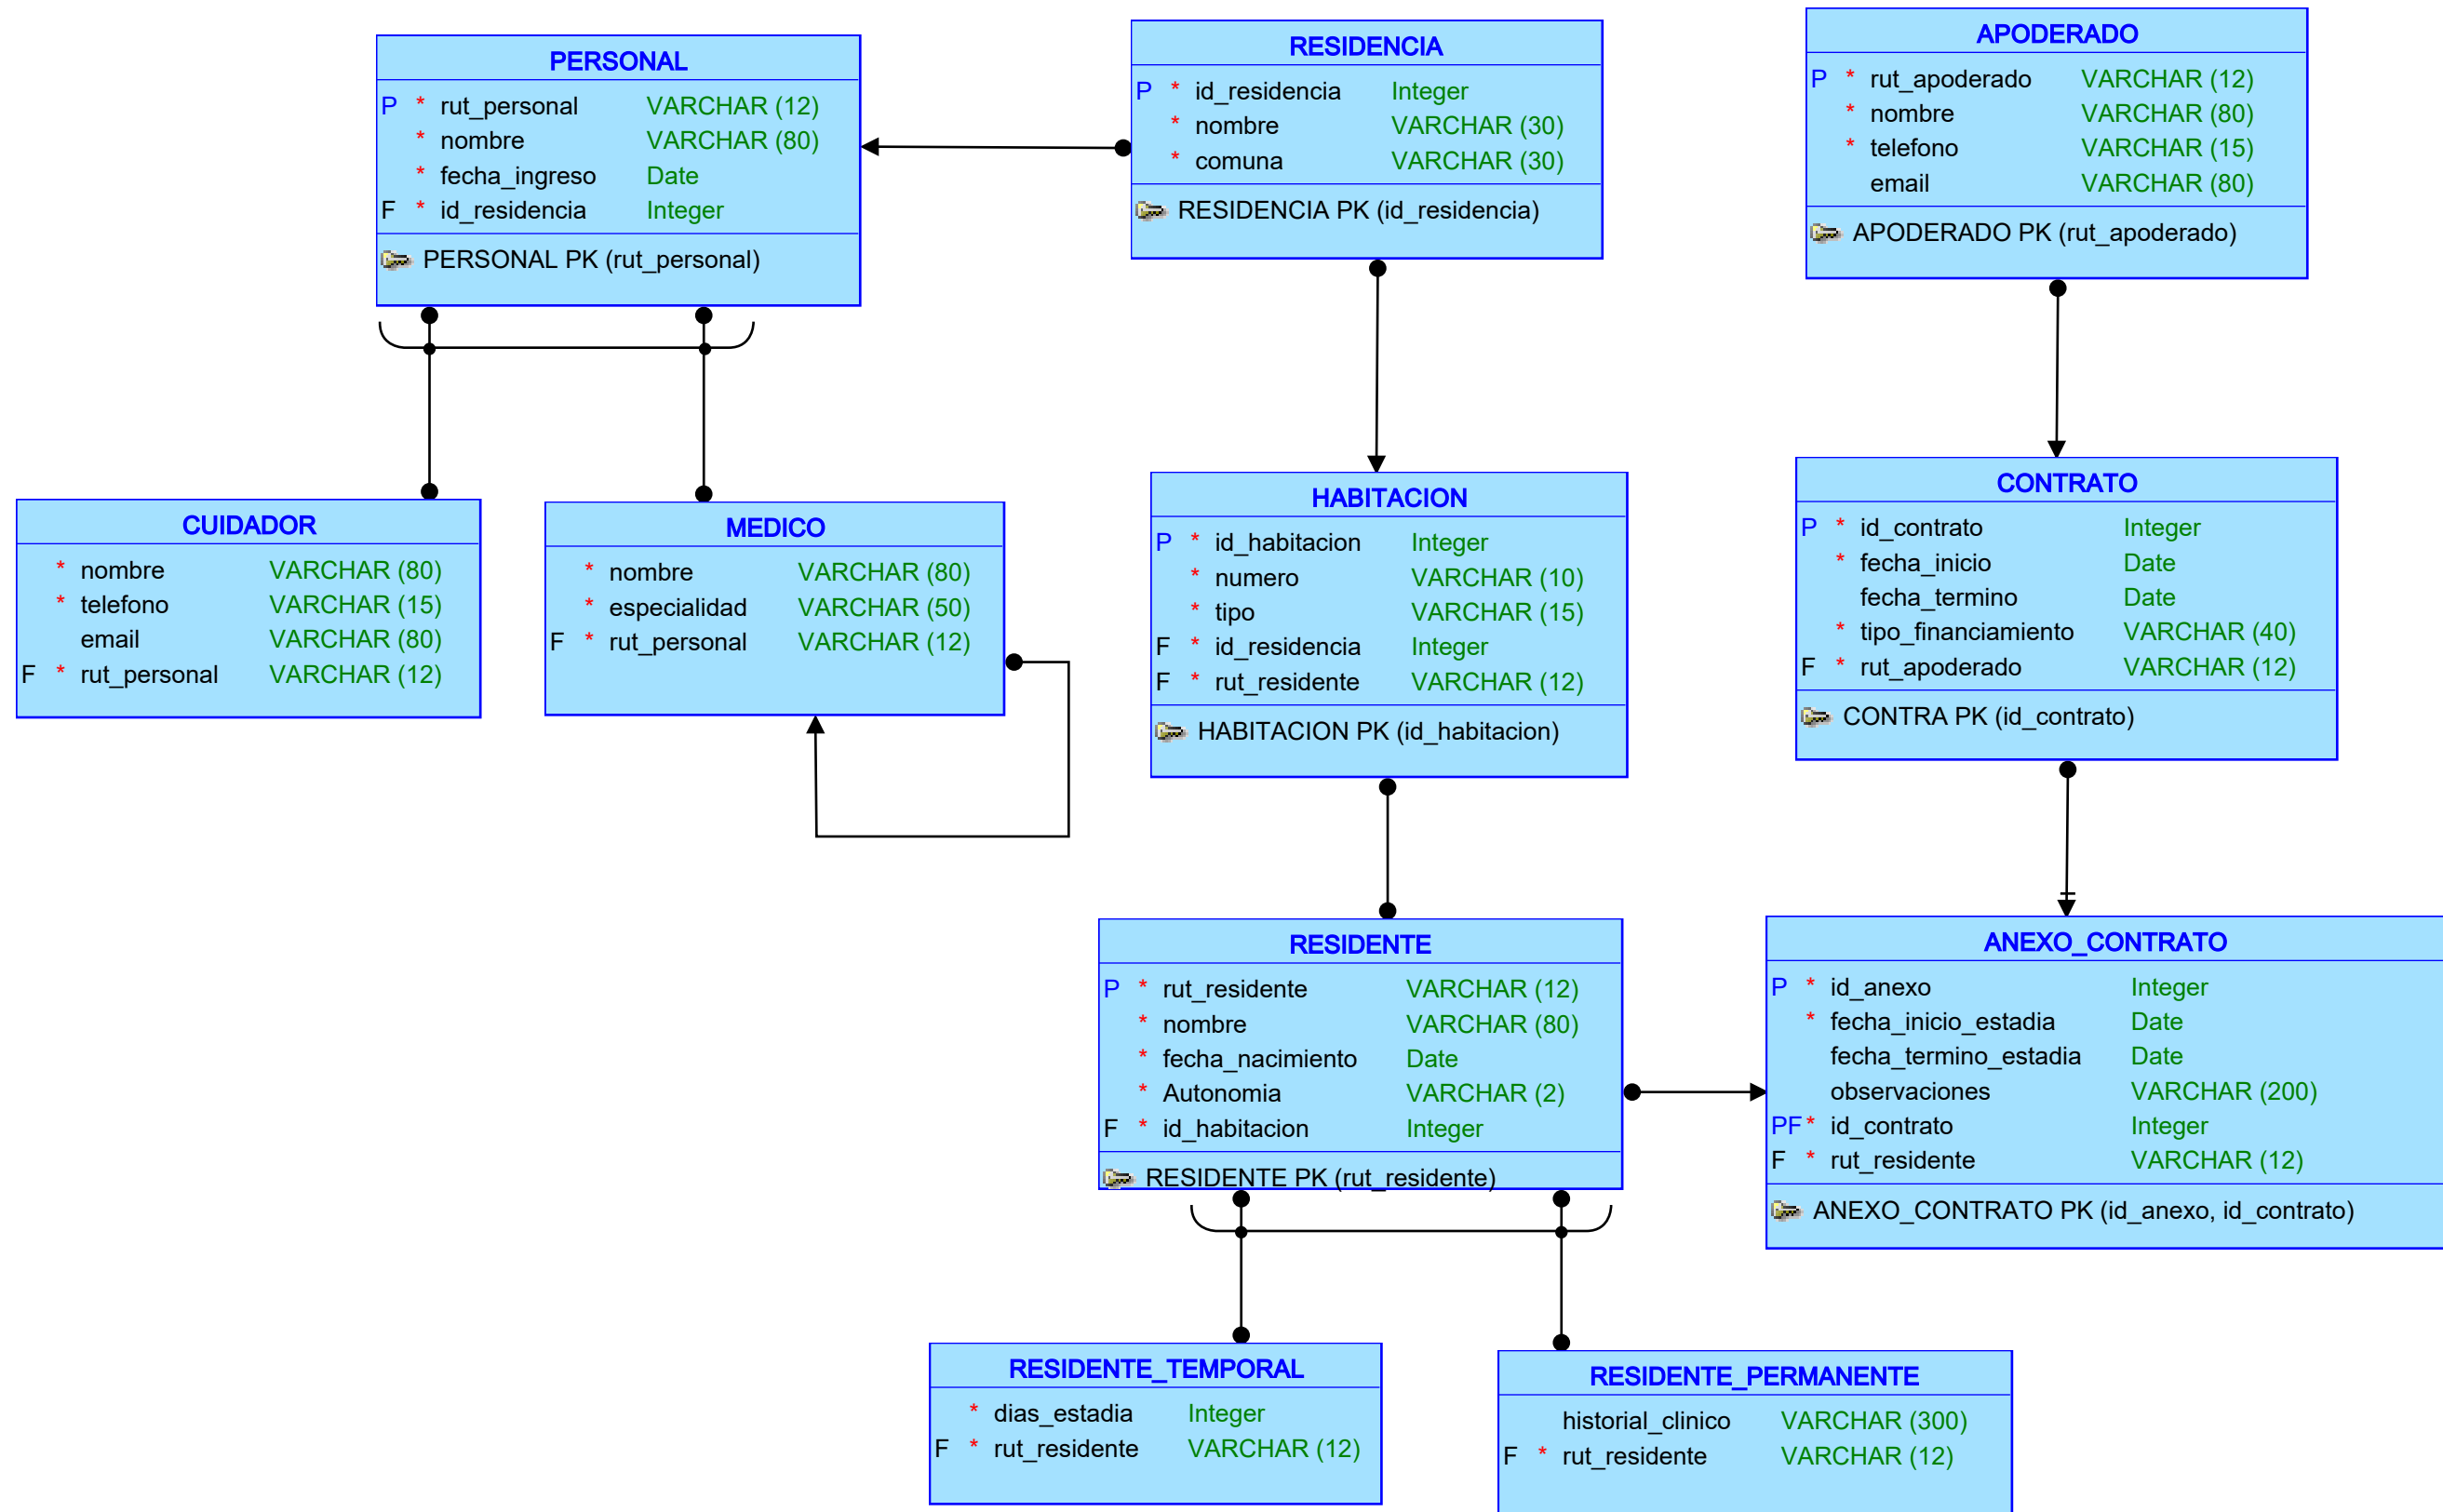 PERSONAL
P * rut_personal VARCHAR (12)
* nombre VARCHAR (80)
* fecha_ingreso Date
F * id_residencia Integer
PERSONAL PK (rut_personal)
RESIDENCIA
P * id_residencia Integer
* nombre VARCHAR (30)
* comuna VARCHAR (30)
RESIDENCIA PK (id_residencia)
APODERADO
P * rut_apoderado VARCHAR (12)
* nombre VARCHAR (80)
* telefono VARCHAR (15)
email VARCHAR (80)
APODERADO PK (rut_apoderado)
CUIDADOR
* nombre VARCHAR (80)
* telefono VARCHAR (15)
email VARCHAR (80)
F * rut_personal VARCHAR (12)
MEDICO
* nombre VARCHAR (80)
* especialidad VARCHAR (50)
F * rut_personal VARCHAR (12)
HABITACION
P * id_habitacion Integer
* numero VARCHAR (10)
* tipo VARCHAR (15)
F * id_residencia Integer
F * rut_residente VARCHAR (12)
HABITACION PK (id_habitacion)
CONTRATO
P * id_contrato Integer
* fecha_inicio Date
fecha_termino Date
* tipo_financiamiento VARCHAR (40)
F * rut_apoderado VARCHAR (12)
CONTRA PK (id_contrato)
RESIDENTE
P * rut_residente VARCHAR (12)
* nombre VARCHAR (80)
* fecha_nacimiento Date
* Autonomia VARCHAR (2)
F * id_habitacion Integer
RESIDENTE PK (rut_residente)
ANEXO_CONTRATO
P * id_anexo Integer
* fecha_inicio_estadia Date
fecha_termino_estadia Date
observaciones VARCHAR (200)
PF * id_contrato Integer
F * rut_residente VARCHAR (12)
ANEXO_CONTRATO PK (id_anexo, id_contrato)
RESIDENTE_TEMPORAL
* dias_estadia Integer
F * rut_residente VARCHAR (12)
RESIDENTE_PERMANENTE
historial_clinico VARCHAR (300)
F * rut_residente VARCHAR (12)